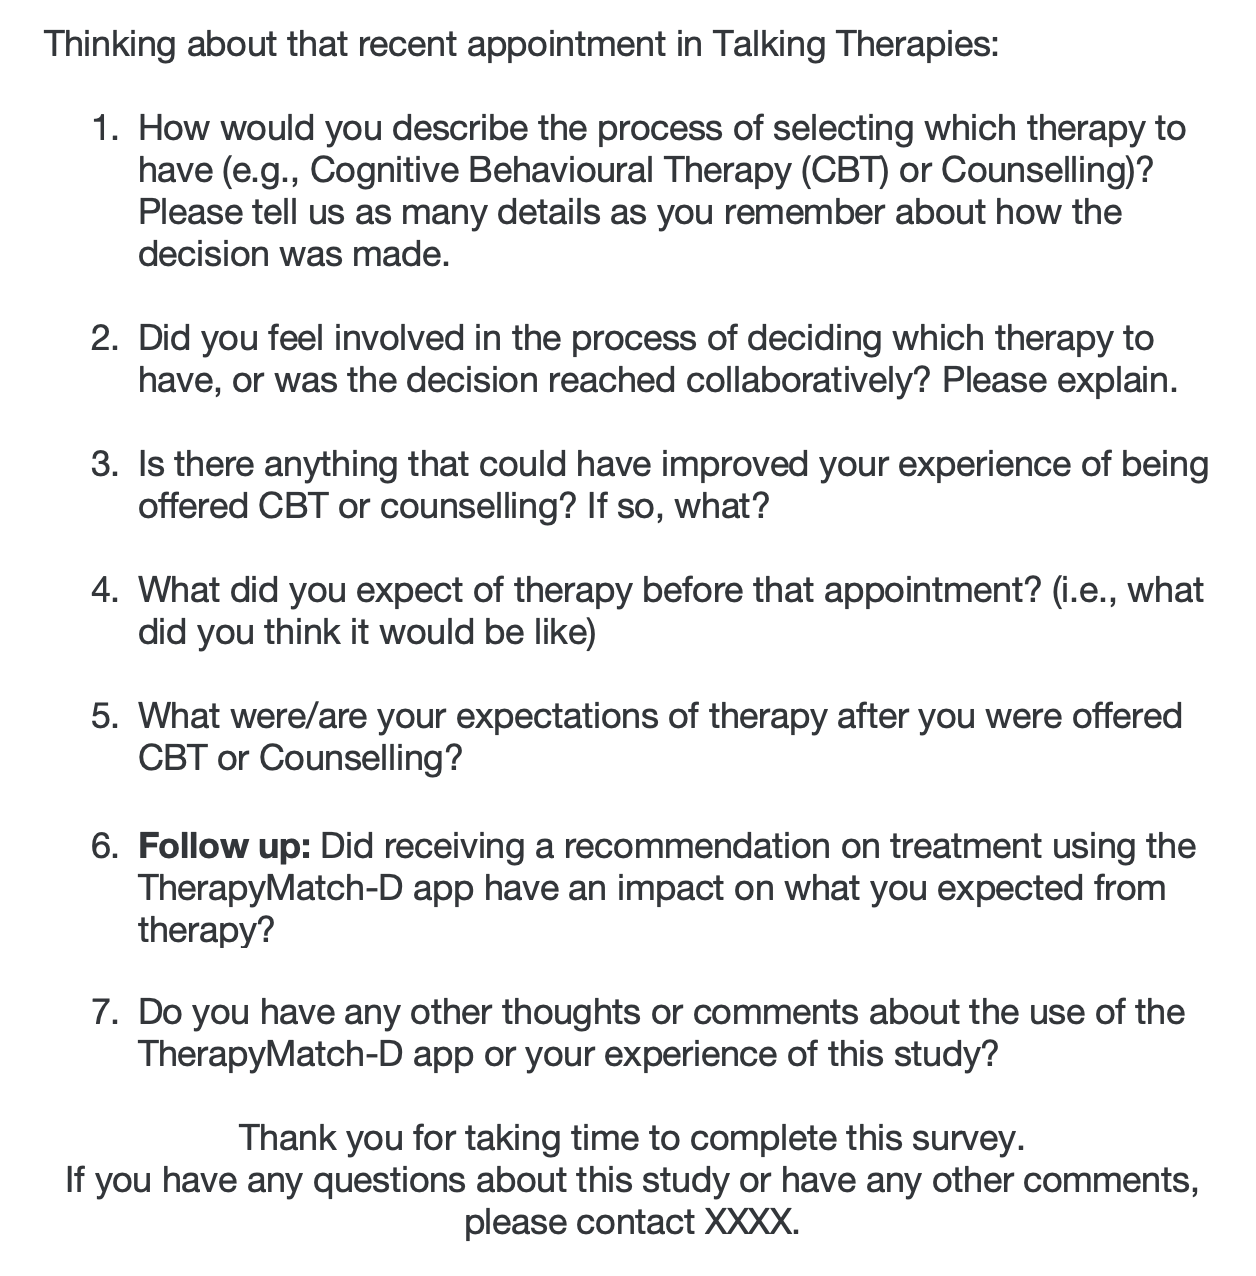 Thinking about that recent appointment in Talking Therapies:
1. How would you describe the process of selecting which therapy to
have (e.g., Cognitive Behavioural Therapy (CBT) or Counselling)?
Please tell us as many details as you remember about how the
decision was made.
2. Did you feel involved in the process of deciding which therapy to
have, or was the decision reached collaboratively? Please explain.
3. Is there anything that could have improved your experience of being
offered CBT or counselling? If so, what?
4. What did you expect of therapy before that appointment? (i.e., what
did you think it would be like)
5. What were/are your expectations of therapy after you were offered
CBT or Counselling?
6. Follow up: Did receiving a recommendation on treatment using the
TherapyMatch-D app have an impact on what you expected from
therapy?
7. Do you have any other thoughts or comments about the use of the
TherapyMatch-D app or your experience of this study?
Thank you for taking time to complete this survey.
If you have any questions about this study or have any other comments,
please contact XXXX.